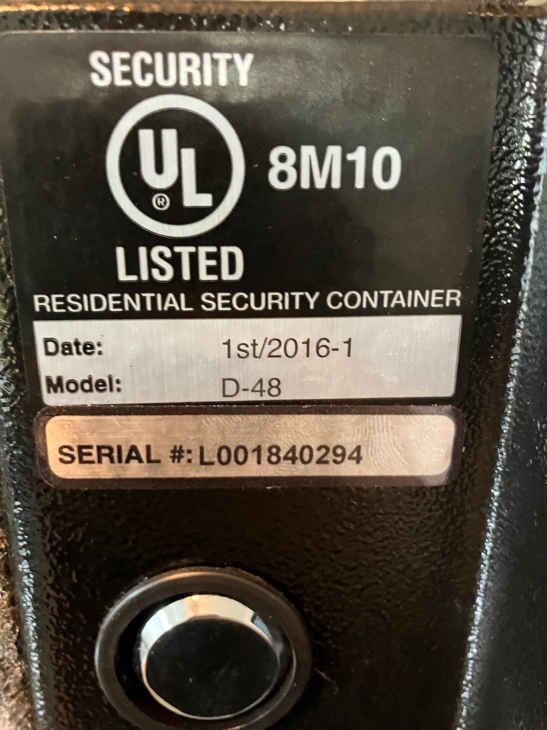 SECURITY
UL® 8M10
LISTED
RESIDENTIAL SECURITY CONTAINER
Date: 1st/2016-1
Model: D-48
SERIAL #: L001840294